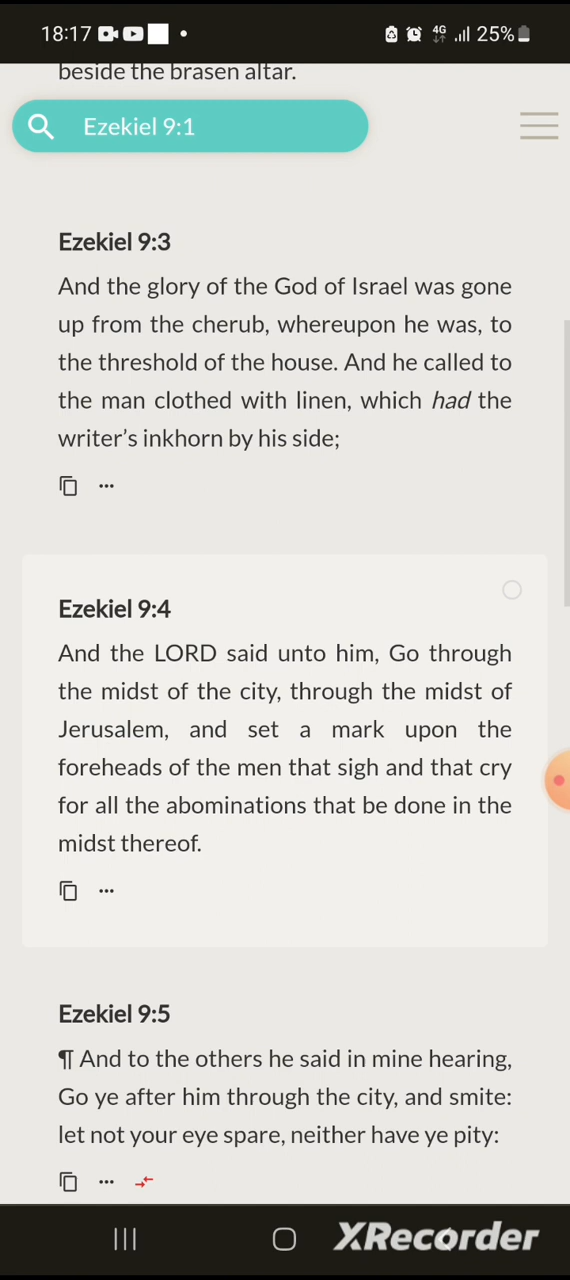 18:17
4G
25%
beside the brasen altar.
Ezekiel 9:1
Ezekiel 9:3
And the glory of the God of Israel was gone
up from the cherub, whereupon he was, to
the threshold of the house. And he called to
the man clothed with linen, which had the
writer’s inkhorn by his side;
Ezekiel 9:4
And the LORD said unto him, Go through
the midst of the city, through the midst of
Jerusalem, and set a mark upon the
foreheads of the men that sigh and that cry
for all the abominations that be done in the
midst thereof.
Ezekiel 9:5
¶ And to the others he said in mine hearing,
Go ye after him through the city, and smite:
let not your eye spare, neither have ye pity:
XRecorder